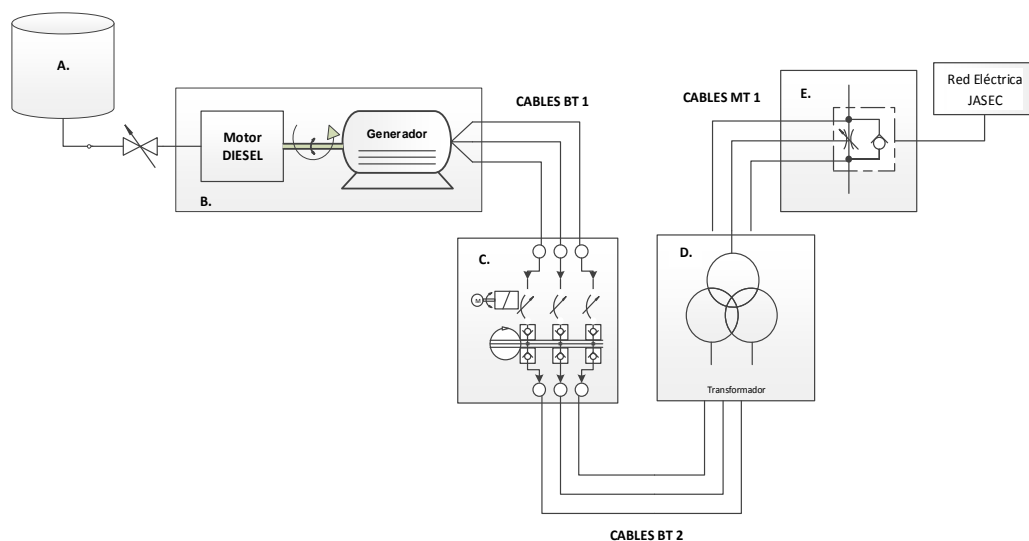 A.
Motor
DIESEL
Generador
B.
CABLES BT 1
C.
M
CABLES BT 2
D.
Transformador
CABLES MT 1
E.
Red Eléctrica
JASEC